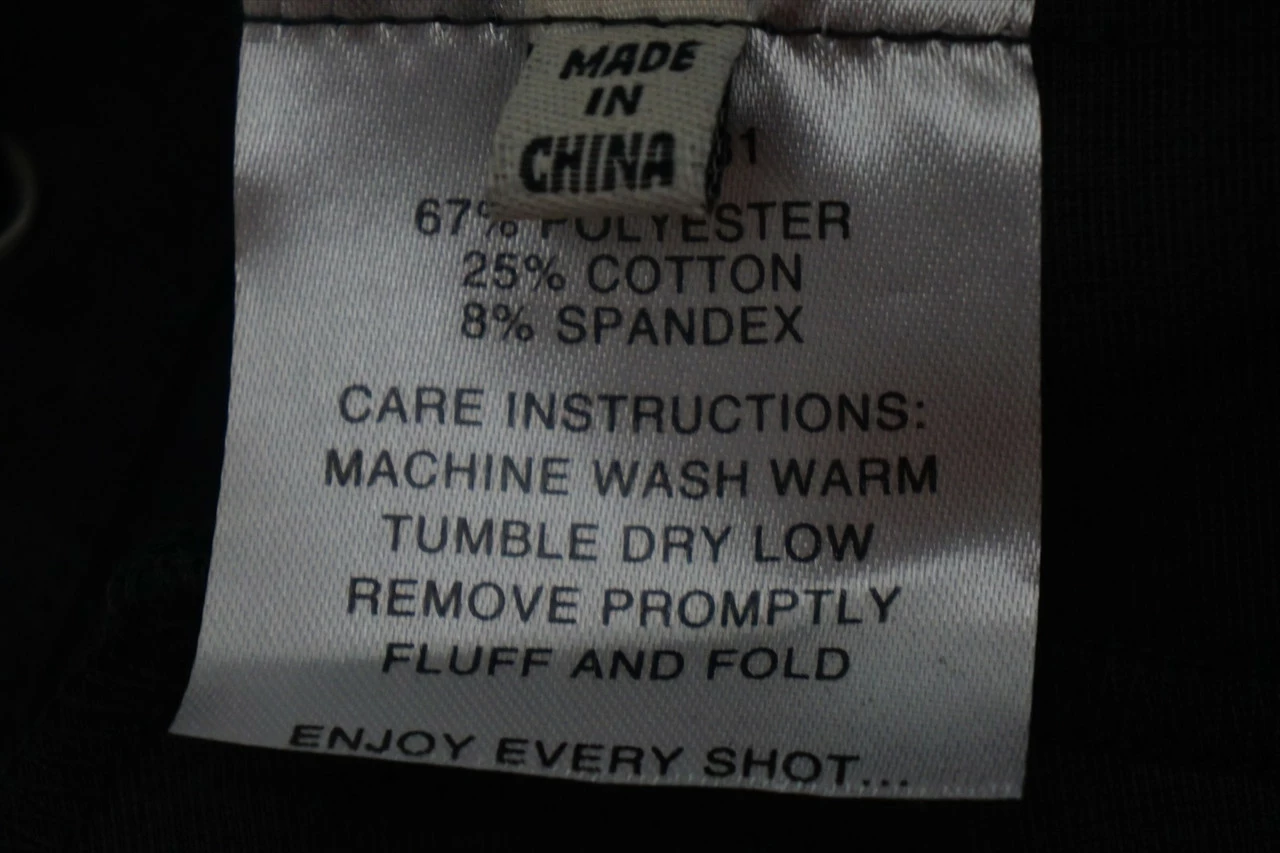 MADE
IN
CHINA
67% POLYESTER
25% COTTON
8% SPANDEX
CARE INSTRUCTIONS:
MACHINE WASH WARM
TUMBLE DRY LOW
REMOVE PROMPTLY
FLUFF AND FOLD
ENJOY EVERY SHOT...